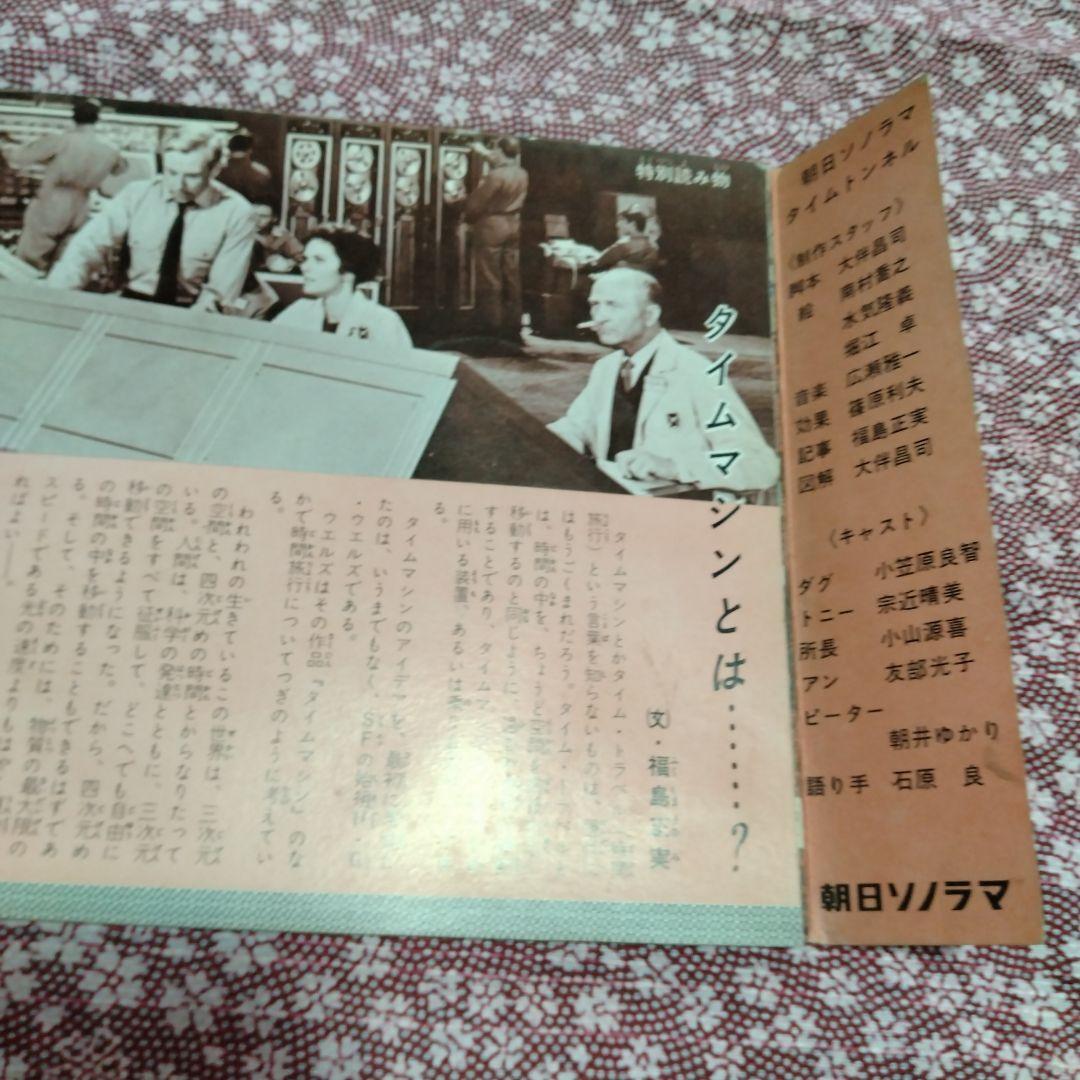 特別読み物
タイムマシンとは……?
(文)・福島正実
タイムマシンとかタイム・トラベル(時間
旅行)という言葉を知らないものは、
はもうごくまれだろう。タイム・トラベル
は、時間の中を、ちょうど空間を
移動するのと同じように、
することであり、タイムマシン
に用いる装置、あるいは乗
る。
タイムマシンのアイデアを、最初に
たのは、いうまでもなく、SFの始祖H・G
・ウエルズである。
ウエルズはその作品『タイムマシン』のな
かで時間旅行についてつぎのように考えてい
る。
われわれの生きているこの世界は、三次元
の空間と、四次元めの時間とからなりたって
いる。人間は、科学の発達とともに、三次元
の空間をすべて征服して、どこへでも自由に
移動できるようになった。だから、四次元め
の時間の中を移動することもできるはずであ
る。そして、そのためには、物質の最大限の
スピードである光の速度よりもはや
ればよい――。
朝日ソノラマ
タイムトンネル
《制作スタッフ》
脚本 大伴昌司
絵 南村喬之
水気隆義
堀江 卓
音楽 広瀬雅一
効果 篠原利夫
記事 福島正実
図解 大伴昌司
《キャスト》
ダグ 小笠原良智
トニー 宗近晴美
所長 小山源喜
アン 友部光子
ピーター
朝井ゆかり
語り手 石原 良
朝日ソノラマ